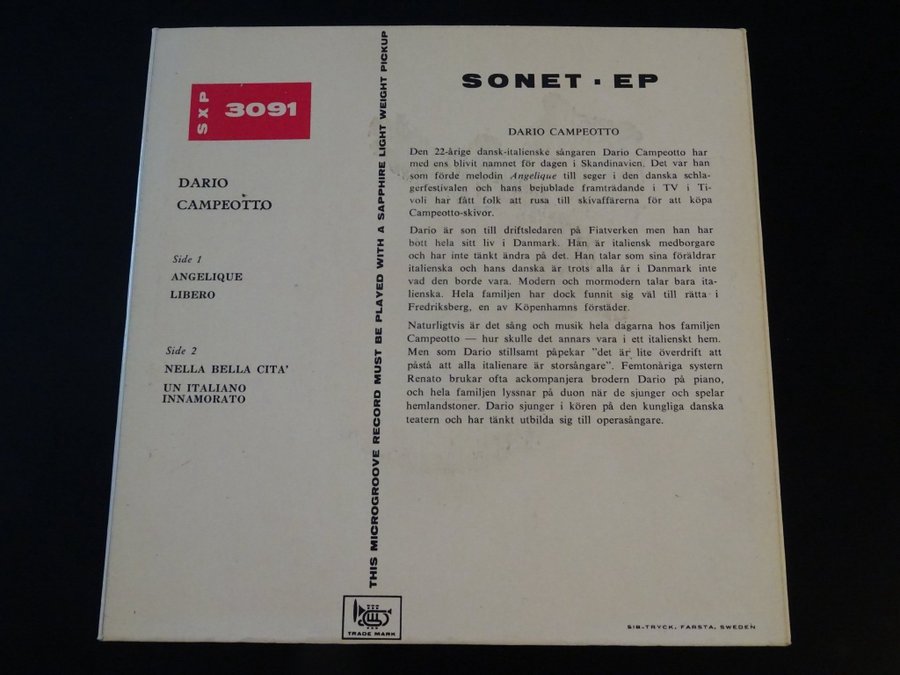 SXP 3091
DARIO
CAMPEOTTO
Side 1
ANGELIQUE
LIBERO
Side 2
NELLA BELLA CITA'
UN ITALIANO
INNAMORATO
THIS MICROGROOVE RECORD MUST BE PLAYED WITH A SAPPHIRE LIGHT WEIGHT PICKUP
TRADE MARK
SONET · EP
DARIO CAMPEOTTO
Den 22-årige dansk-italienske sångaren Dario Campeotto har
med ens blivit namnet för dagen i Skandinavien. Det var han
som förde melodin Angelique till seger i den danska schla-
gerfestivalen och hans bejublade framträdande i TV i Ti-
voli har fått folk att rusa till skivaffärerna för att köpa
Campeotto-skivor.
Dario är son till driftsledaren på Fiatverken men han har
bott hela sitt liv i Danmark. Han är italiensk medborgare
och har inte tänkt ändra på det. Han talar som sina föräldrar
italienska och hans danska är trots alla år i Danmark inte
vad den borde vara. Modern och mormodern talar bara ita-
lienska. Hela familjen har dock funnit sig väl till rätta i
Fredriksberg, en av Köpenhamns förstäder.
Naturligtvis är det sång och musik hela dagarna hos familjen
Campeotto — hur skulle det annars vara i ett italienskt hem.
Men som Dario stillsamt påpekar "det är lite överdrift att
påstå att alla italienare är storsångare". Femtonåriga systern
Renato brukar ofta ackompanjera brodern Dario på piano,
och hela familjen lyssnar på duon när de sjunger och spelar
hemlandstoner. Dario sjunger i kören på den kungliga danska
teatern och har tänkt utbilda sig till operasångare.
SIB-TRYCK, FARSTA, SWEDEN